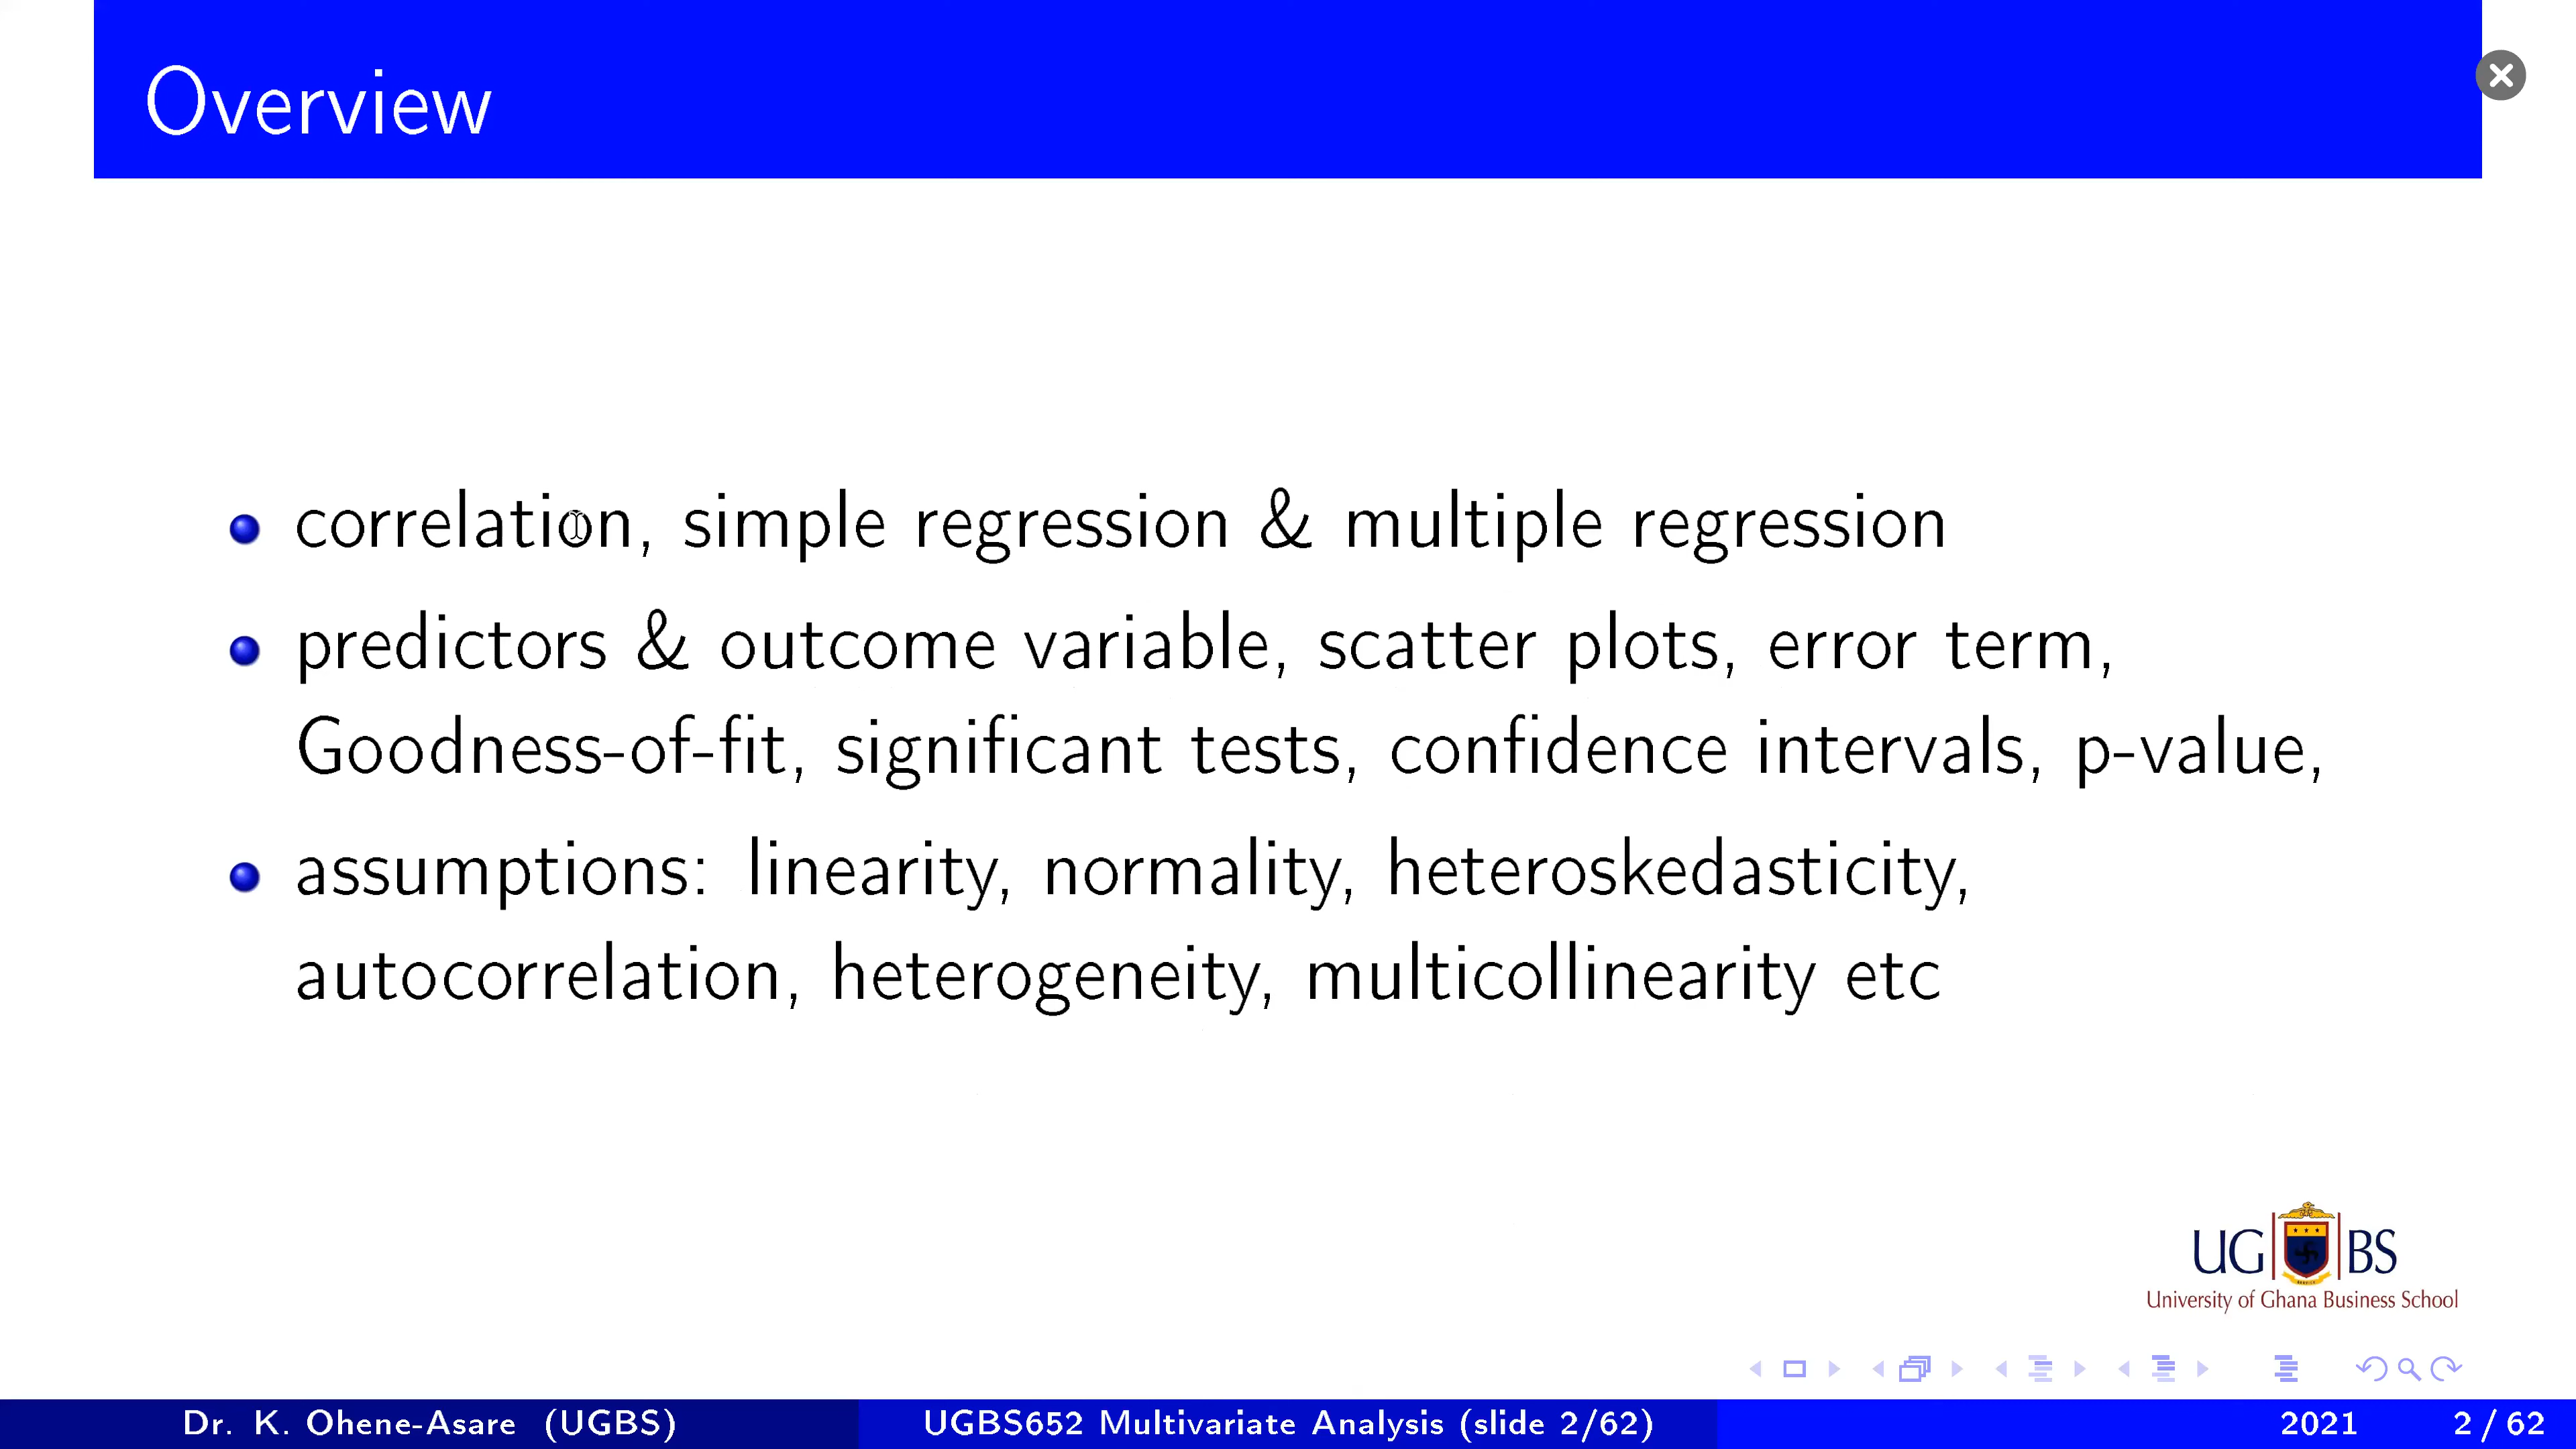 Overview
correlation, simple regression & multiple regression
predictors & outcome variable, scatter plots, error term,
Goodness-of-fit, significant tests, confidence intervals, p-value,
assumptions: linearity, normality, heteroskedasticity,
autocorrelation, heterogeneity, multicollinearity etc
UG BS
University of Ghana Business School
Dr. K. Ohene-Asare (UGBS) UGBS652 Multivariate Analysis (slide 2/62) 2021 2 / 62